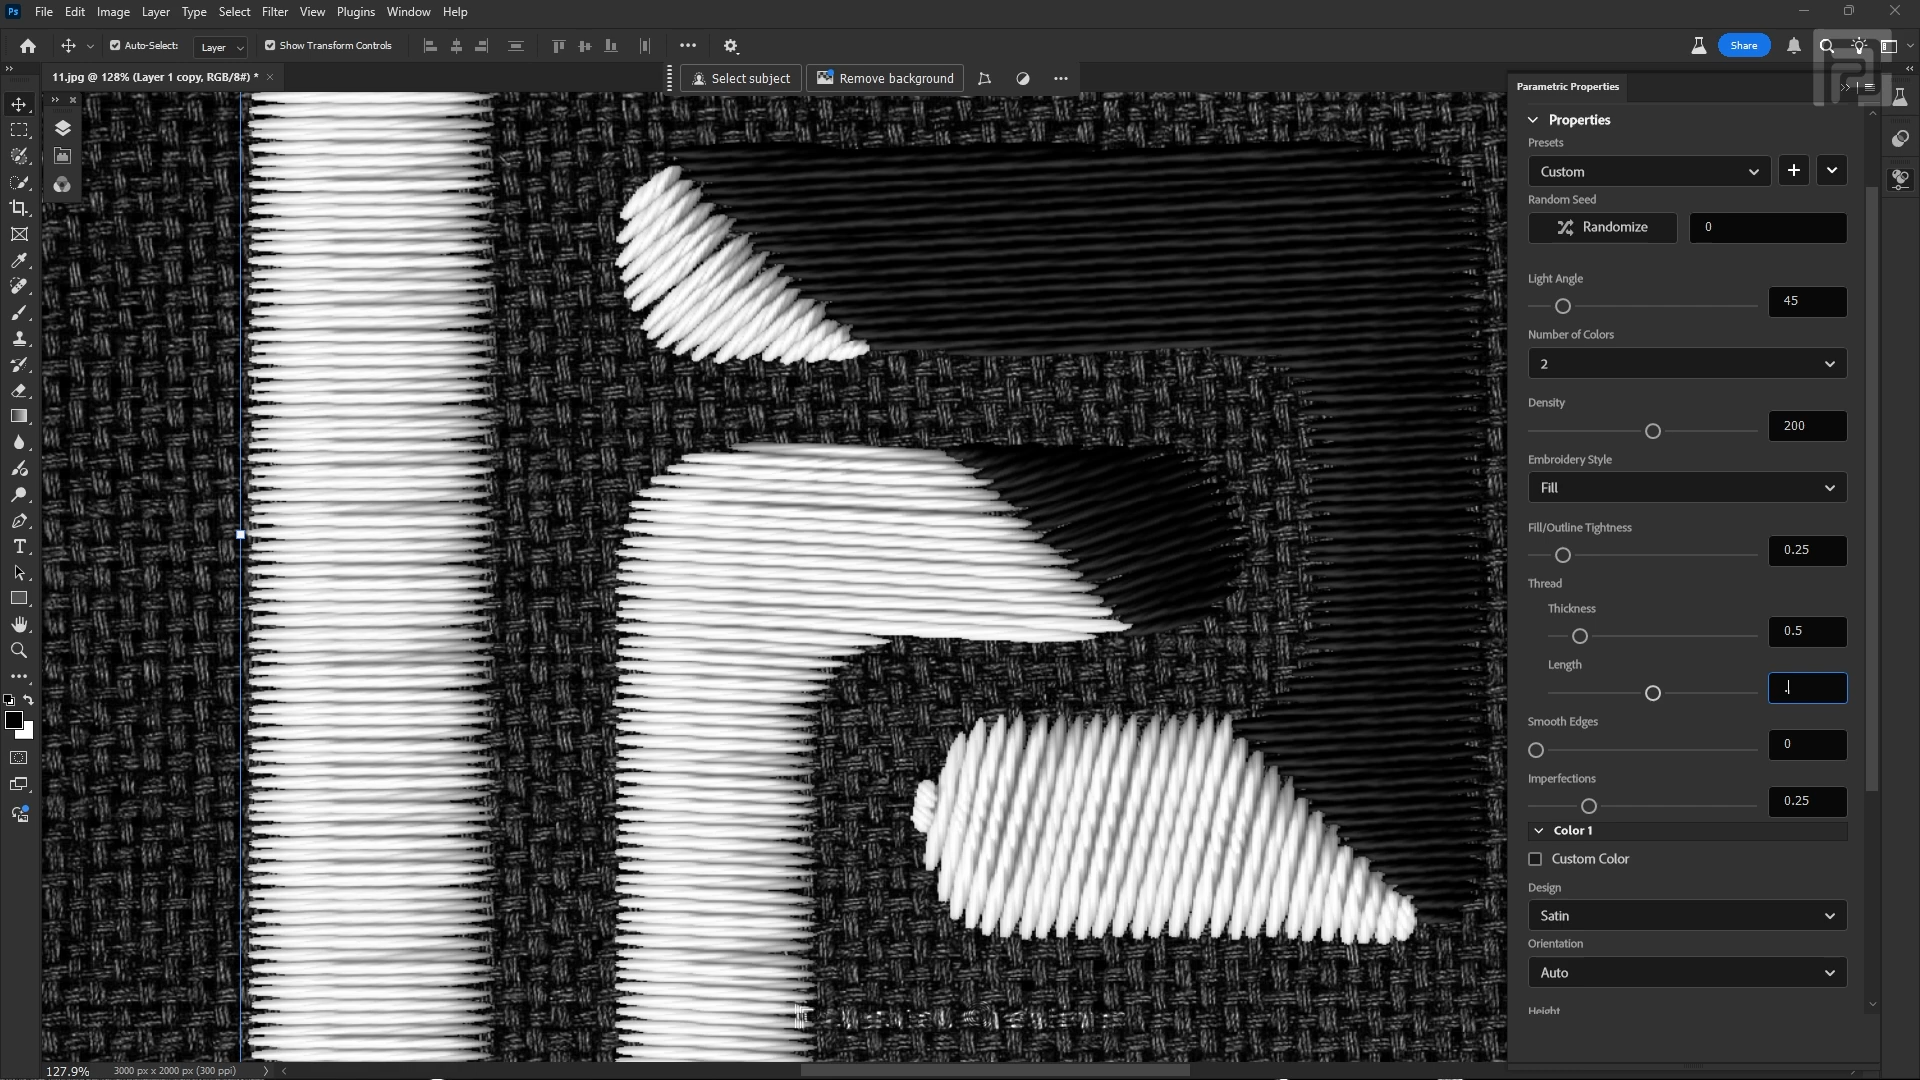 Ps File Edit Image Layer Type Select Filter View Plugins Window Help
Auto-Select: Layer Show Transform Controls Share
11.jpg @ 128% (Layer 1 copy, RGB/8#) *
Select subject Remove background
Parametric Properties
Properties
Presets
Custom
Random Seed
Randomize 0
Light Angle
45
Number of Colors
2
Density
200
Embroidery Style
Fill
Fill/Outline Tightness
0.25
Thread
Thickness
0.5
Length
.
Smooth Edges
0
Imperfections
0.25
Color 1
Custom Color
Design
Satin
Orientation
Auto
Height
127.9% 3000 px x 2000 px (300 ppi)